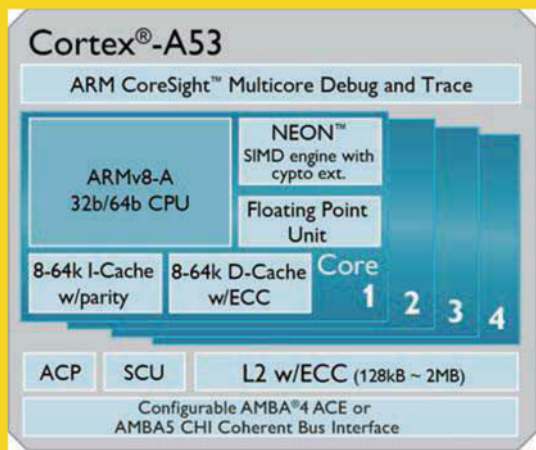 Cortex®-A53
ARM CoreSight™ Multicore Debug and Trace
ARMv8-A
32b/64b CPU
NEON™
SIMD engine with
cypto ext.
Floating Point
Unit
8-64k I-Cache
w/parity
8-64k D-Cache
w/ECC
Core
1
2
3
4
ACP
SCU
L2 w/ECC (128kB ~ 2MB)
Configurable AMBA®4 ACE or
AMBA5 CHI Coherent Bus Interface